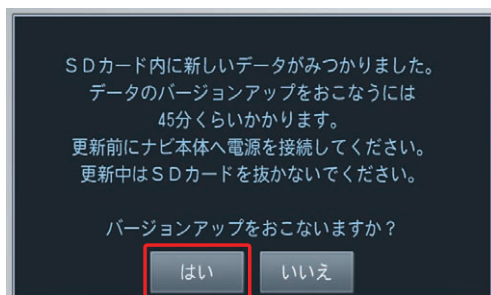 ＳＤカード内に新しいデータがみつかりました。
データのバージョンアップをおこなうには
45分くらいかかります。
更新前にナビ本体へ電源を接続してください。
更新中はＳＤカードを抜かないでください。
バージョンアップをおこないますか？
はい いいえ